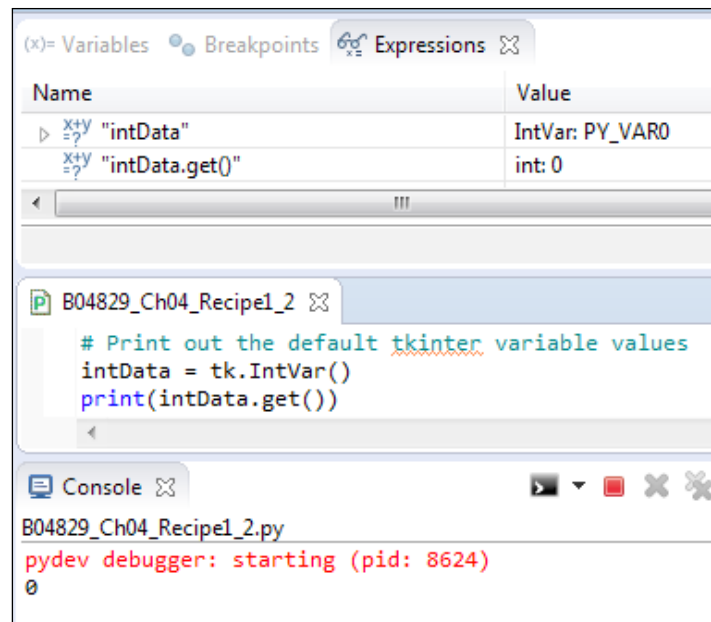 (x)= Variables Breakpoints Expressions
Name Value
"intData" IntVar: PY_VAR0
"intData.get()" int: 0
B04829_Ch04_Recipe1_2
# Print out the default tkinter variable values
intData = tk.IntVar()
print(intData.get())
Console
B04829_Ch04_Recipe1_2.py
pydev debugger: starting (pid: 8624)
0